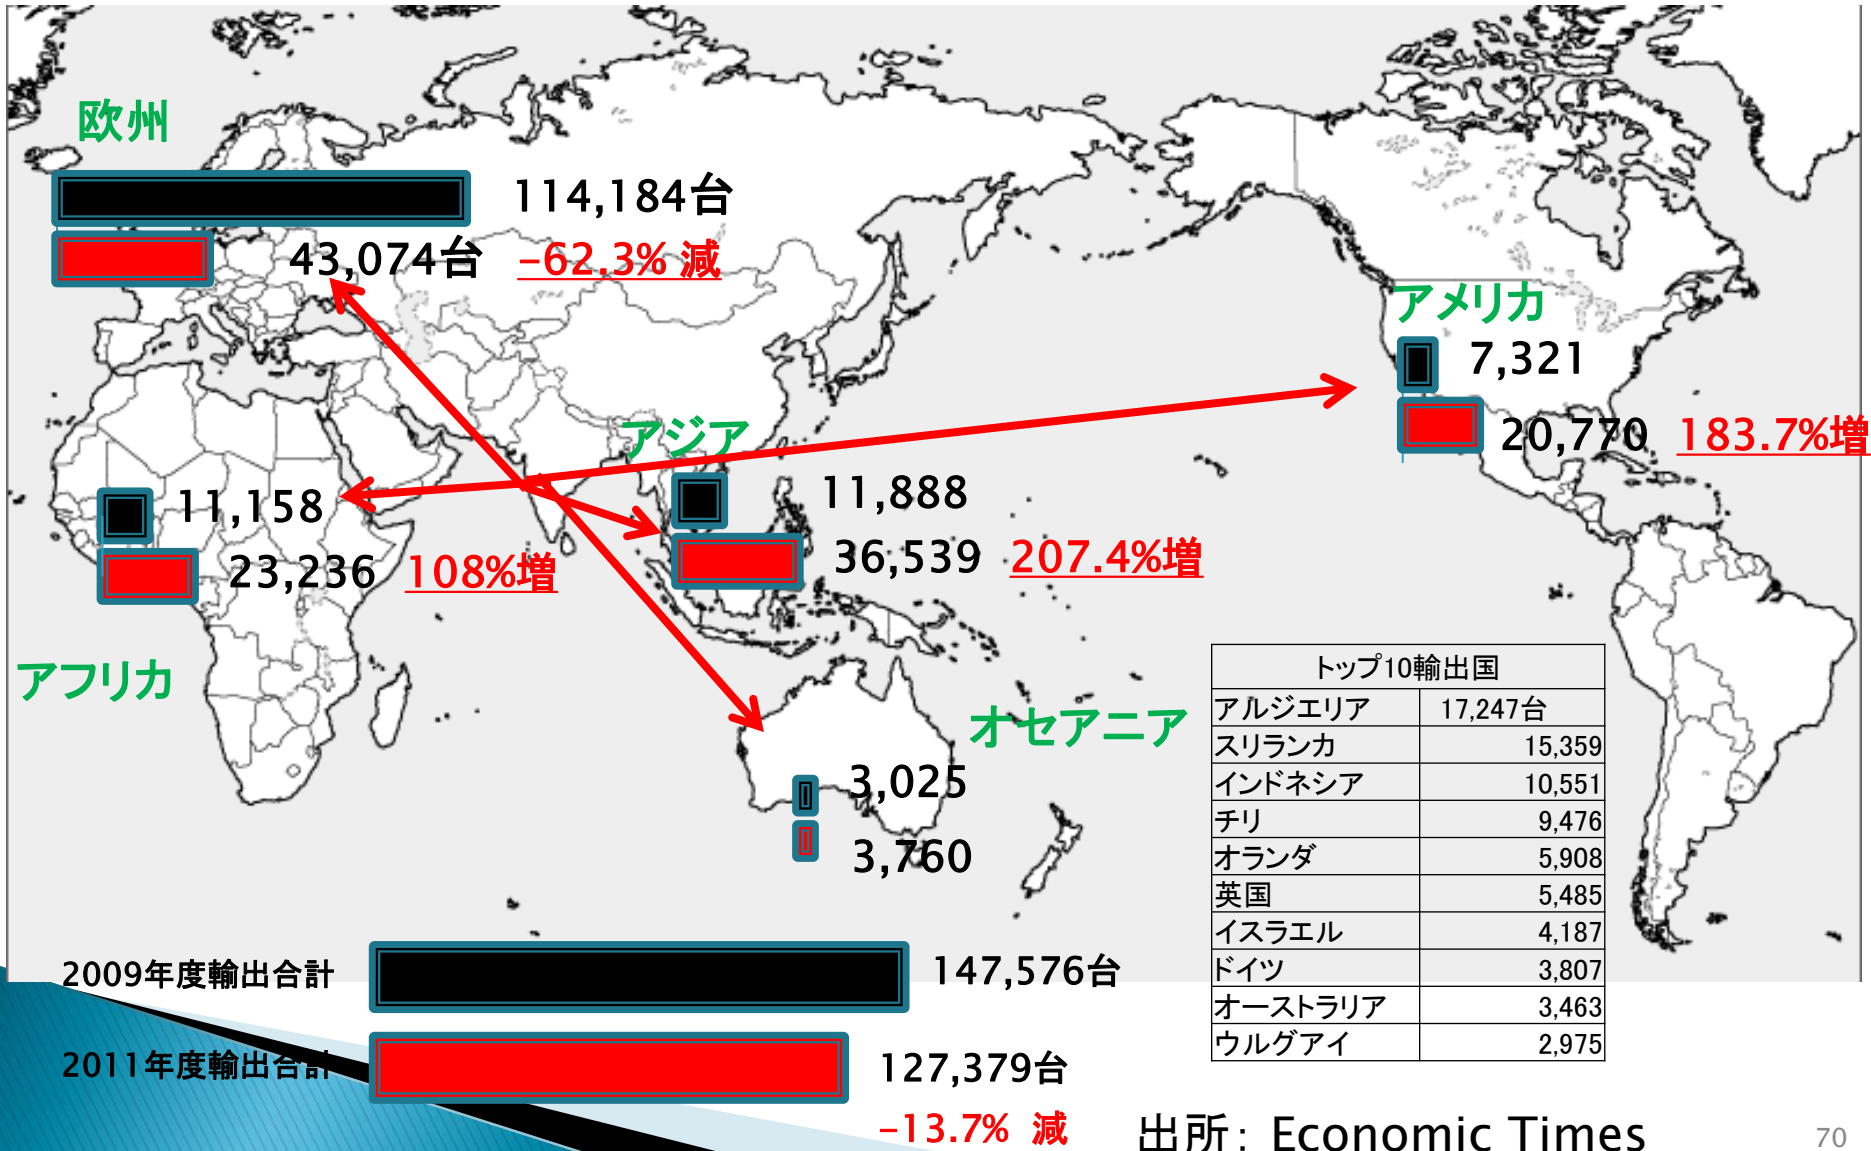 欧州
114,184台
43,074台 -62.3% 減
アメリカ
7,321
20,770 183.7%増
アジア
11,888
36,539 207.4%増
11,158
23,236 108%増
アフリカ
オセアニア
3,025
3,760
トップ10輸出国
アルジエリア 17,247台
スリランカ 15,359
インドネシア 10,551
チリ 9,476
オランダ 5,908
英国 5,485
イスラエル 4,187
ドイツ 3,807
オーストラリア 3,463
ウルグアイ 2,975
2009年度輸出合計 147,576台
2011年度輸出合計 127,379台
-13.7% 減
出所: Economic Times
70